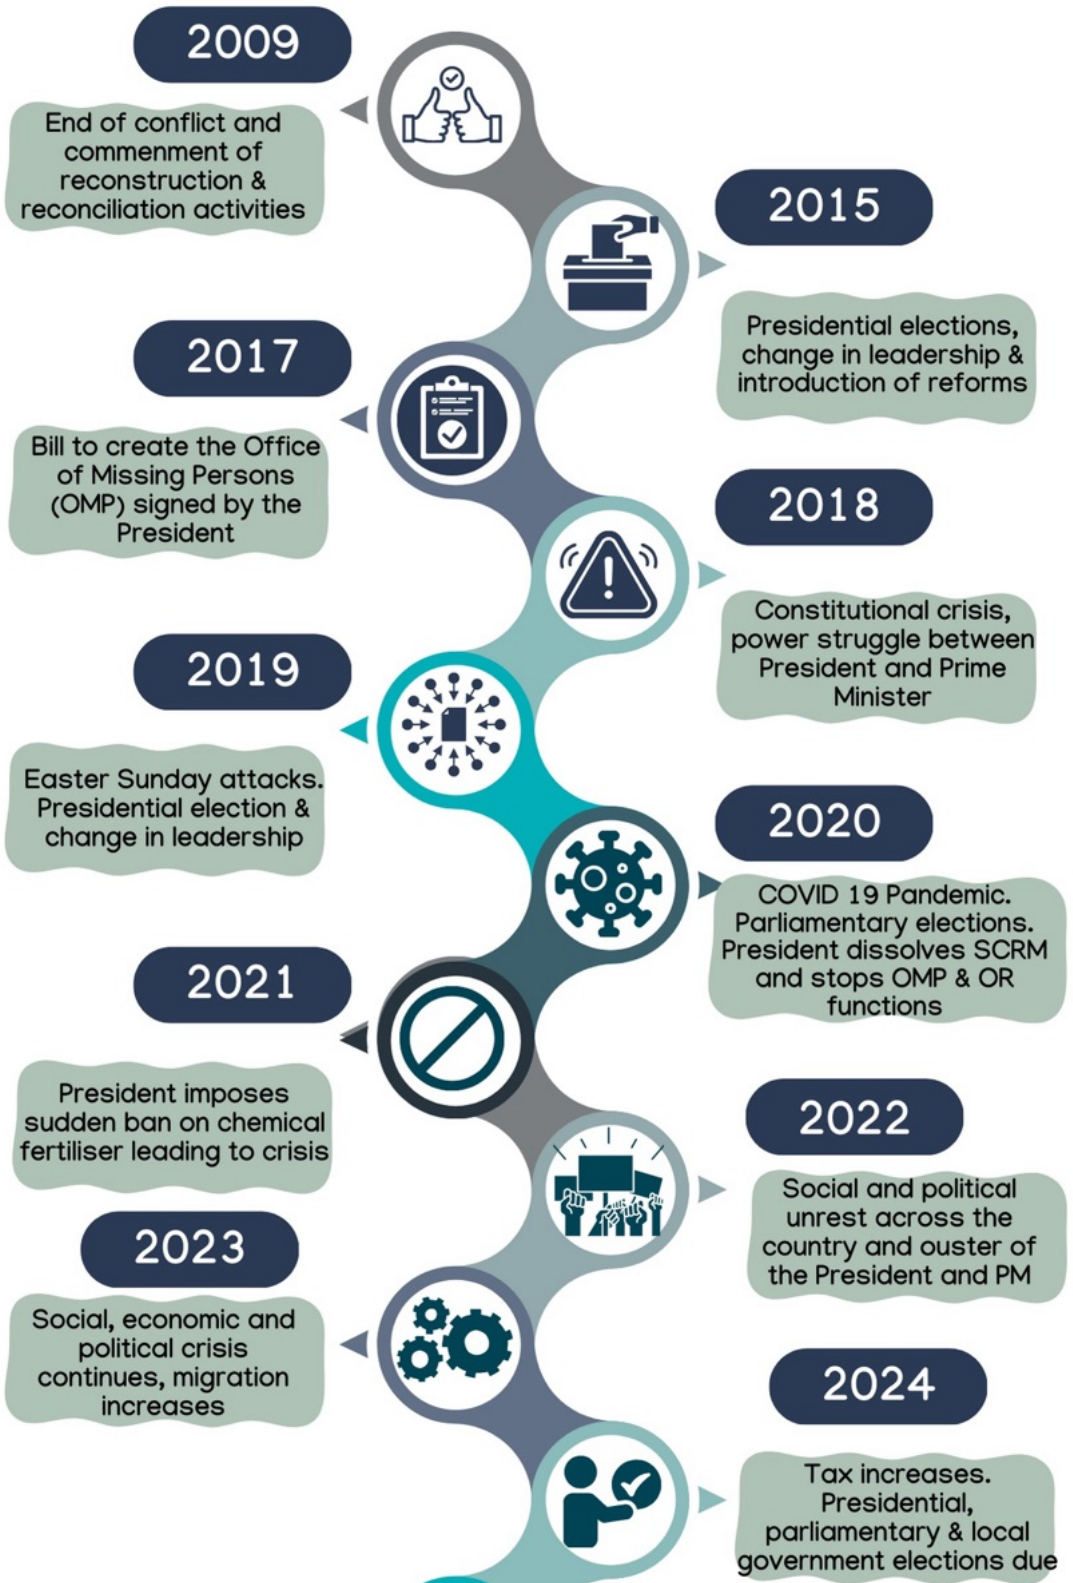 2009
End of conflict and
commenment of
reconstruction &
reconciliation activities
2015
Presidential elections,
change in leadership &
introduction of reforms
2017
Bill to create the Office
of Missing Persons
(OMP) signed by the
President
2018
Constitutional crisis,
power struggle between
President and Prime
Minister
2019
Easter Sunday attacks.
Presidential election &
change in leadership
2020
COVID 19 Pandemic.
Parliamentary elections.
President dissolves SCRM
and stops OMP & OR
functions
2021
President imposes
sudden ban on chemical
fertiliser leading to crisis
2022
Social and political
unrest across the
country and ouster of
the President and PM
2023
Social, economic and
political crisis
continues, migration
increases
2024
Tax increases.
Presidential,
parliamentary & local
government elections due